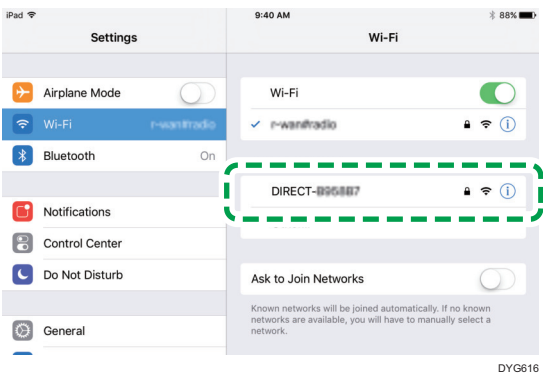 iPad 9:40 AM 88%
Settings Wi-Fi
Airplane Mode
Wi-Fi
Bluetooth On
Notifications
Control Center
Do Not Disturb
General
Wi-Fi
DIRECT-
Ask to Join Networks
Known networks will be joined automatically. If no known
networks are available, you will have to manually select a
network.
DYG616